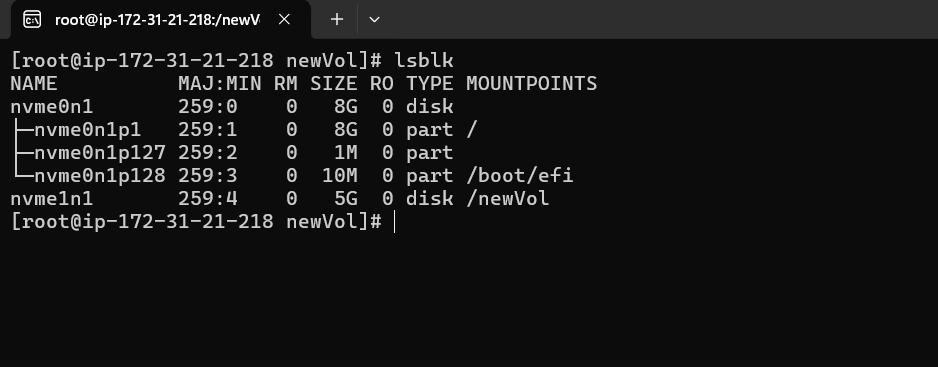 root@ip-172-31-21-218:/newV
[root@ip-172-31-21-218 newVol]# lsblk
NAME          MAJ:MIN RM SIZE RO TYPE MOUNTPOINTS
nvme0n1       259:0    0   8G  0 disk
├─nvme0n1p1   259:1    0   8G  0 part /
├─nvme0n1p127 259:2    0   1M  0 part
└─nvme0n1p128 259:3    0  10M  0 part /boot/efi
nvme1n1       259:4    0   5G  0 disk /newVol
[root@ip-172-31-21-218 newVol]#